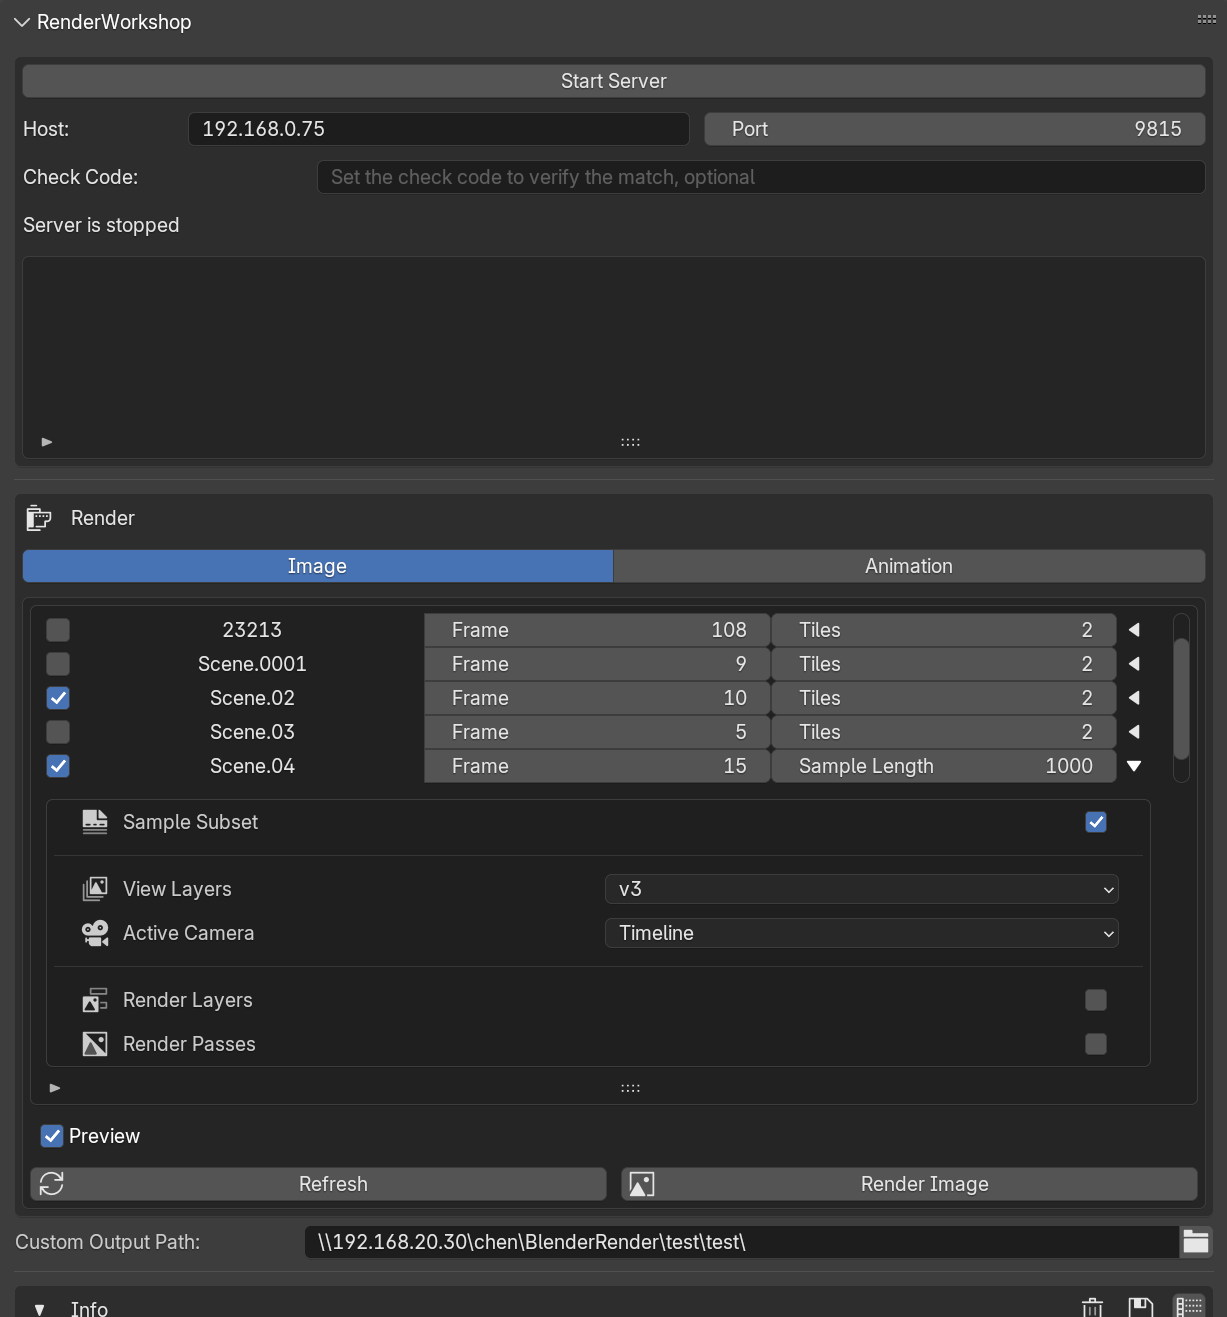 RenderWorkshop
Start Server
Host: 192.168.0.75 Port 9815
Check Code: Set the check code to verify the match, optional
Server is stopped
Render
Image Animation
23213 Frame 108 Tiles 2
Scene.0001 Frame 9 Tiles 2
Scene.02 Frame 10 Tiles 2
Scene.03 Frame 5 Tiles 2
Scene.04 Frame 15 Sample Length 1000
Sample Subset
View Layers v3
Active Camera Timeline
Render Layers
Render Passes
Preview
Refresh Render Image
Custom Output Path: \\192.168.20.30\chen\BlenderRender\test\test\
Info